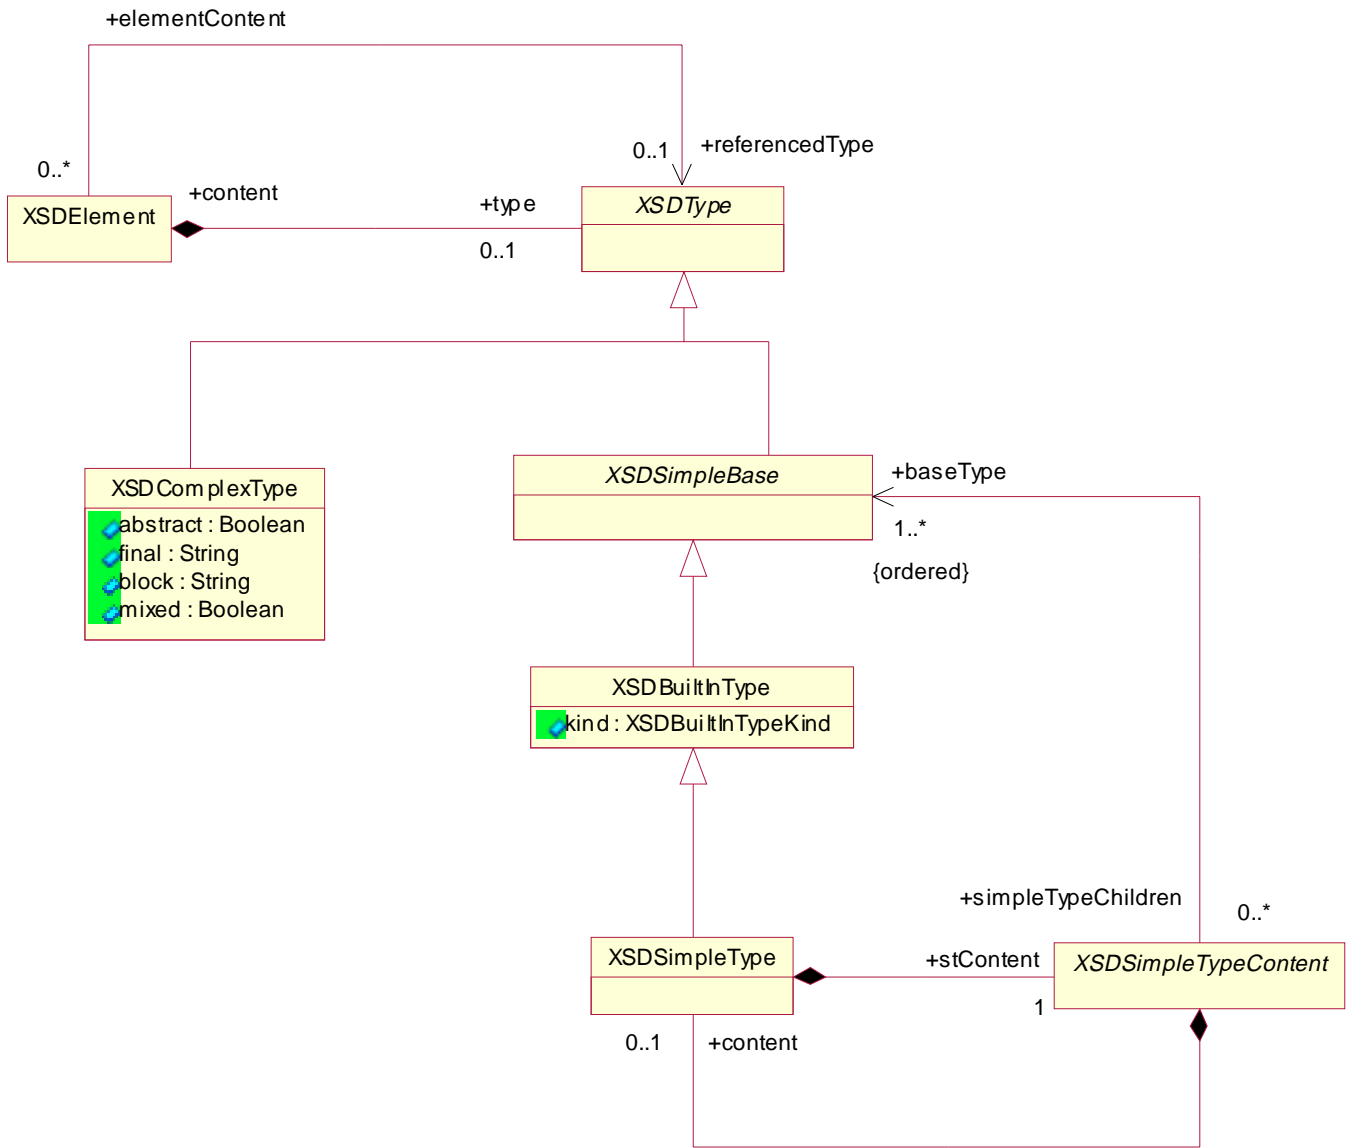 +elementContent
0..1
+referencedType
0..*
+content
+type
XSDElement
XSDType
0..1
XSDComplexType
abstract : Boolean
final : String
block : String
mixed : Boolean
XSDSimpleBase
+baseType
1..*
{ordered}
XSDBuiltInType
kind : XSDBuiltInTypeKind
+simpleTypeChildren
0..*
XSDSimpleType
+stContent
XSDSimpleTypeContent
1
0..1
+content